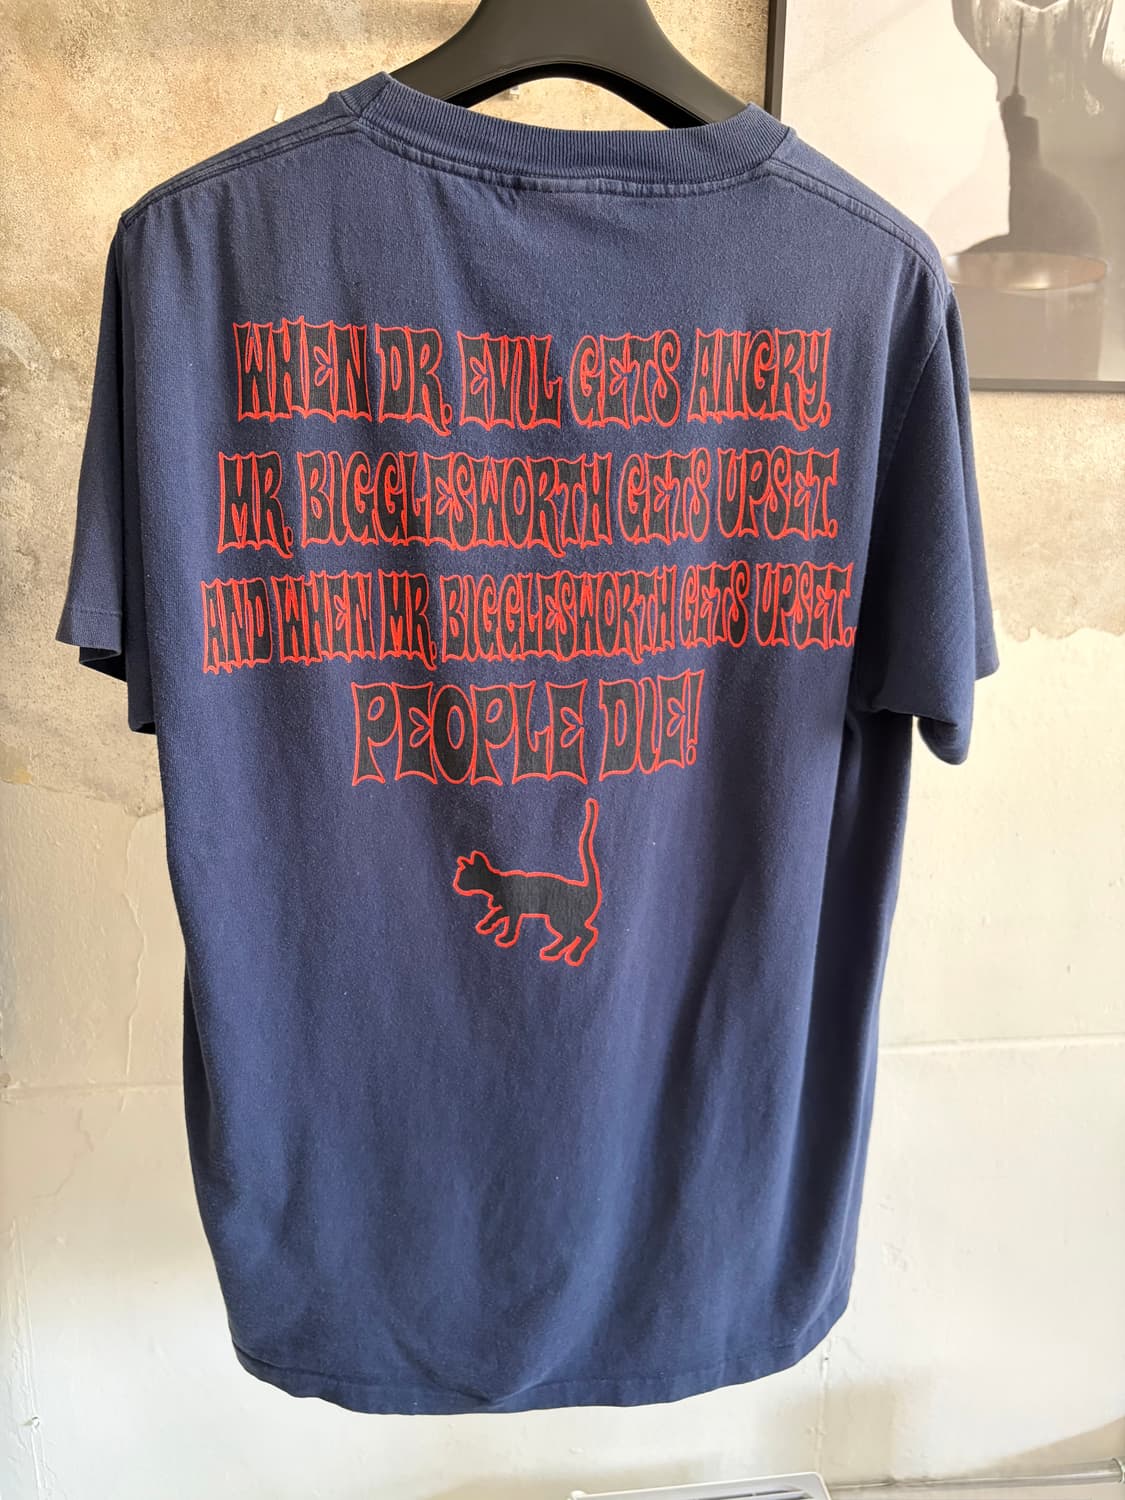 WHEN DR. EVIL GETS ANGRY,
MR. BIGGLESWORTH GETS UPSET.
AND WHEN MR. BIGGLESWORTH GETS UPSET..
PEOPLE DIE!